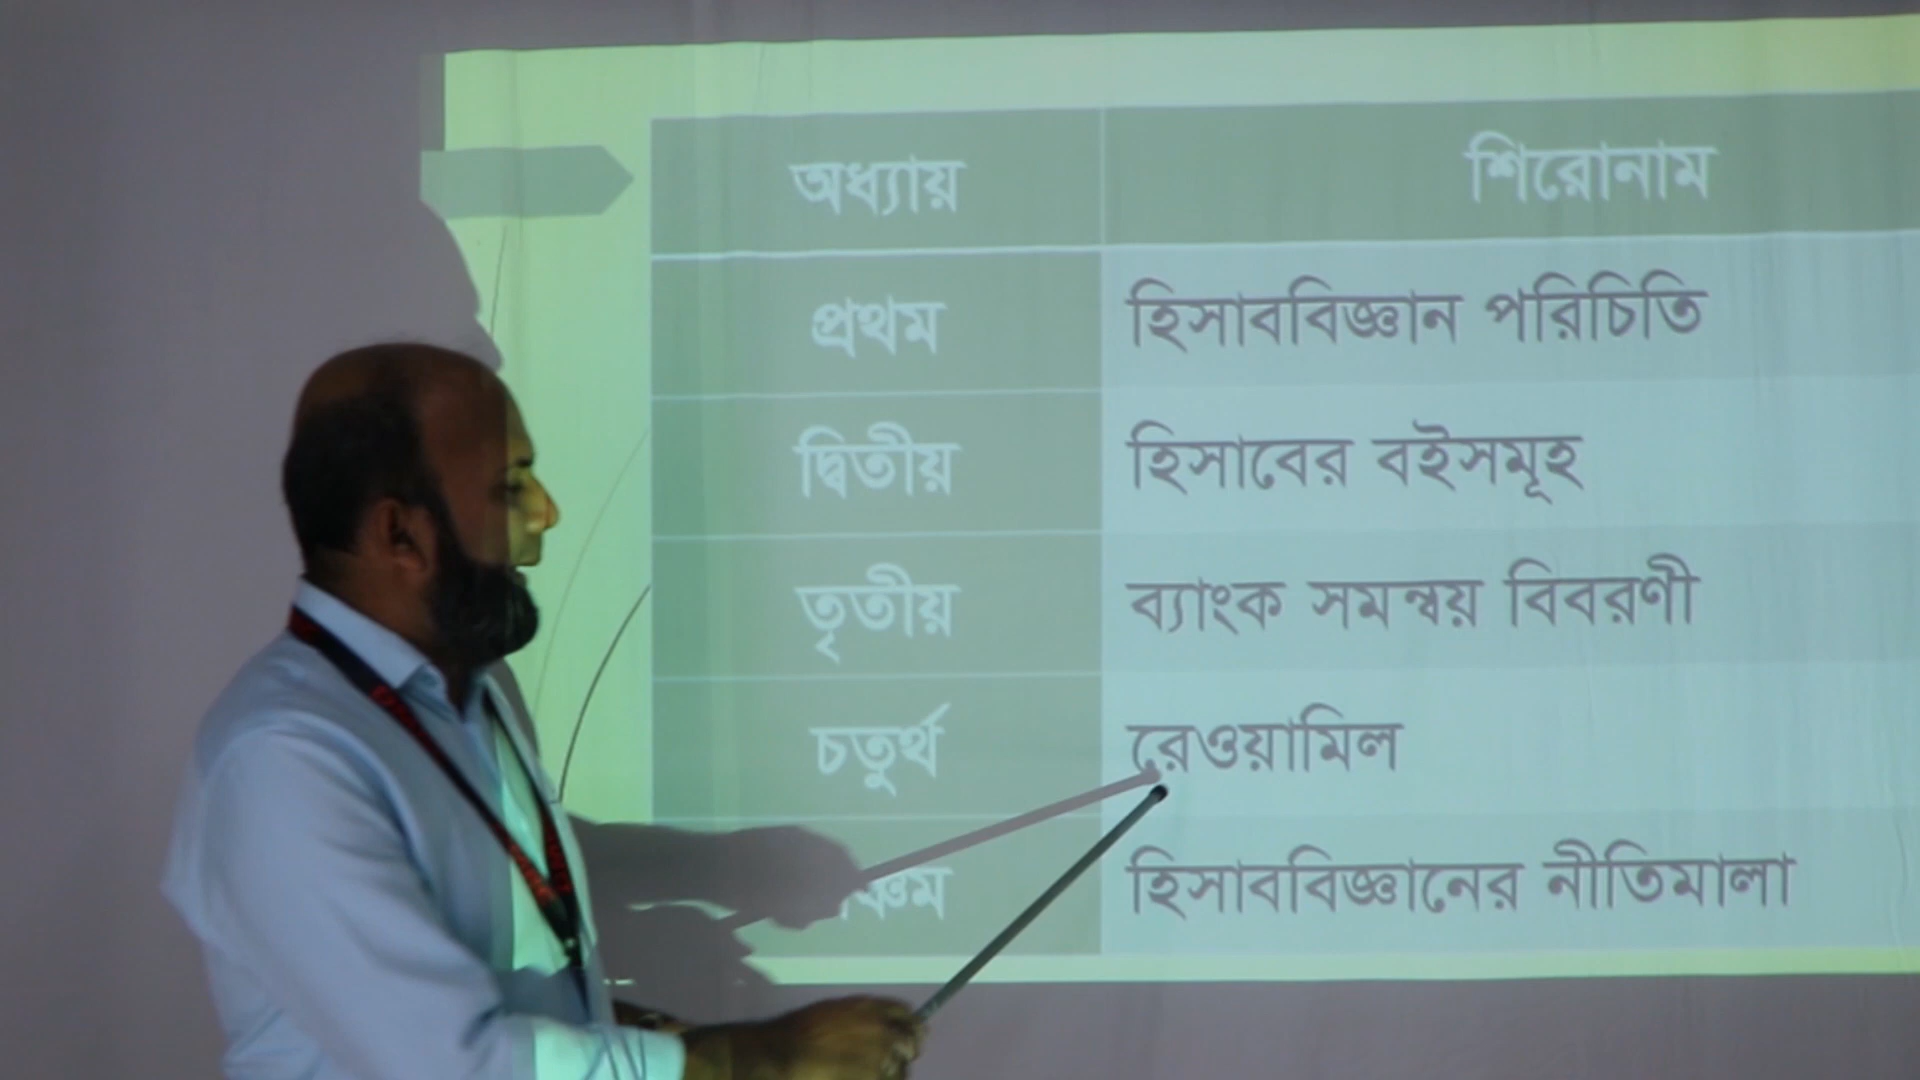 অধ্যায় শিরোনাম
প্রথম হিসাববিজ্ঞান পরিচিতি
দ্বিতীয় হিসাবের বইসমূহ
তৃতীয় ব্যাংক সমন্বয় বিবরণী
চতুর্থ রেওয়ামিল
হিসাববিজ্ঞানের নীতিমালা